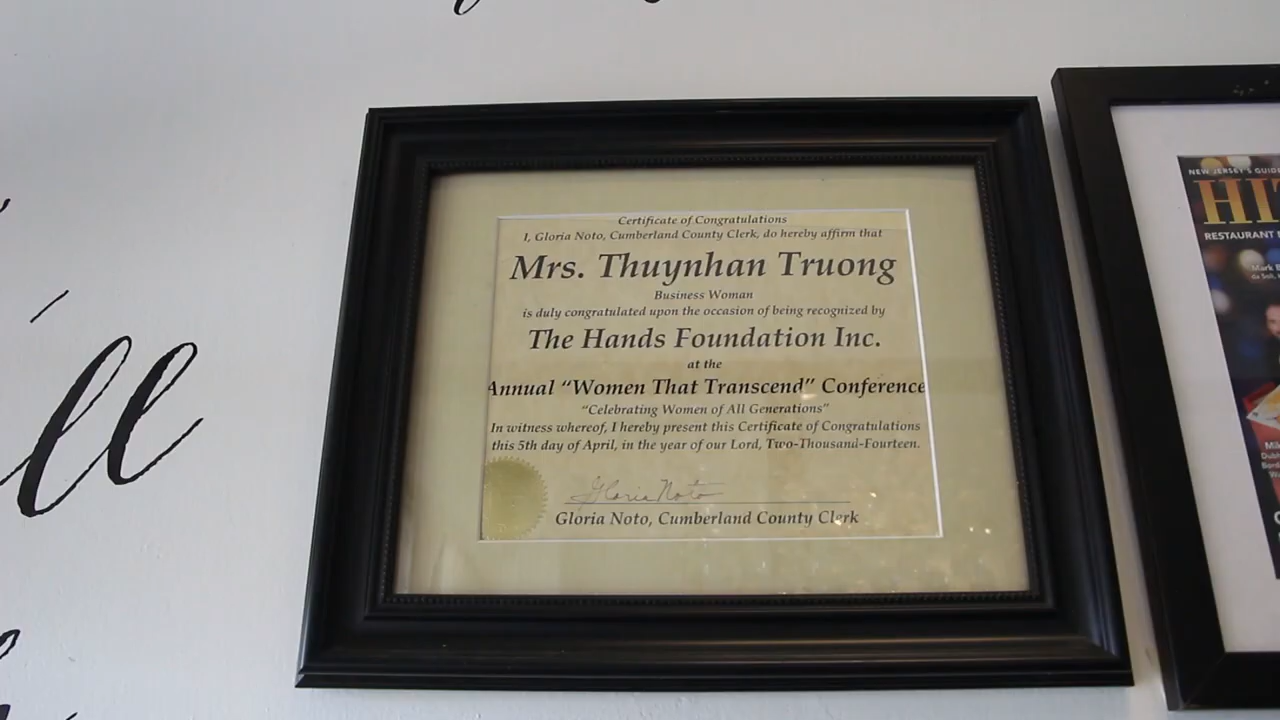 Certificate of Congratulations
I, Gloria Noto, Cumberland County Clerk, do hereby affirm that
Mrs. Thuynhan Truong
Business Woman
is duly congratulated upon the occasion of being recognized by
The Hands Foundation Inc.
at the
Annual “Women That Transcend” Conference
“Celebrating Women of All Generations”
In witness whereof, I hereby present this Certificate of Congratulations
this 5th day of April, in the year of our Lord, Two-Thousand-Fourteen.
Gloria Noto
Gloria Noto, Cumberland County Clerk
ll
NEW JERSEY'S
RESTAURANT
Mark